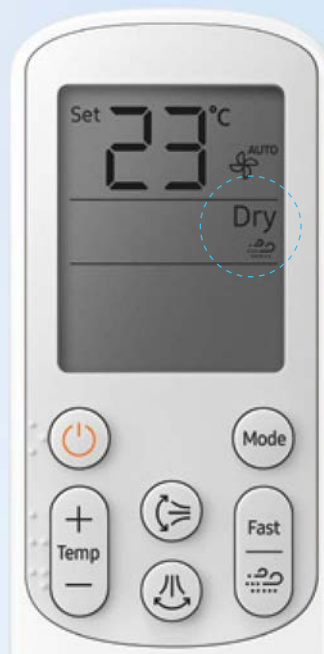 Set 23°C
AUTO
Dry
Mode
+
Temp
−
Fast